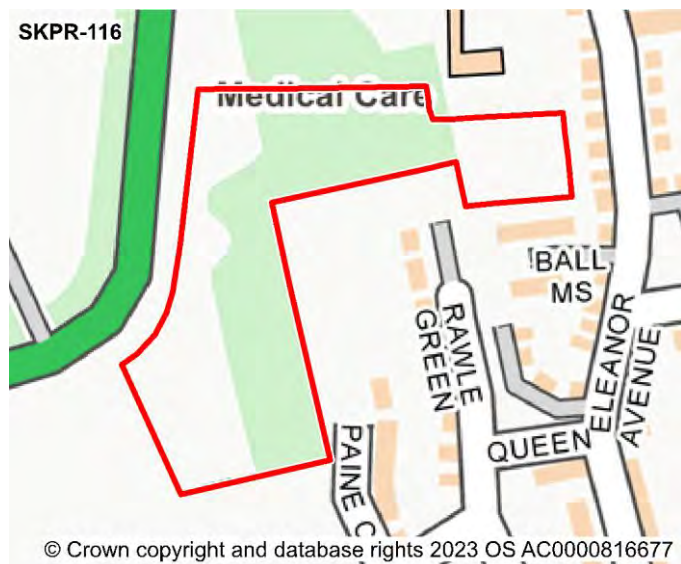 SKPR-116
Medical Care
BALL
MS
RAWLE
GREEN
ELEANOR
AVENUE
QUEEN
PAINE C
© Crown copyright and database rights 2023 OS AC0000816677